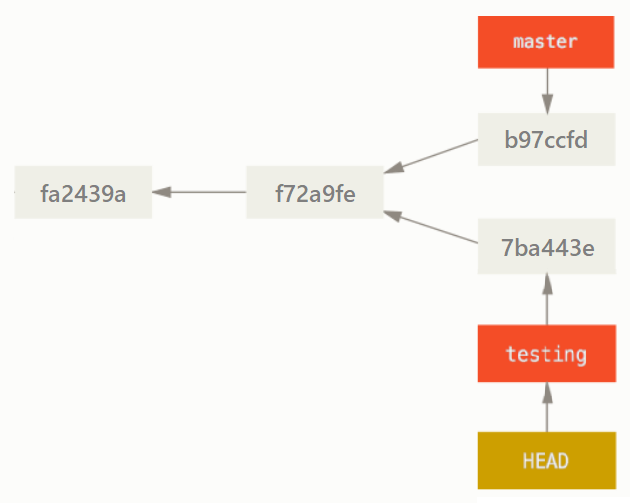 master
b97ccfd
fa2439a
f72a9fe
7ba443e
testing
HEAD